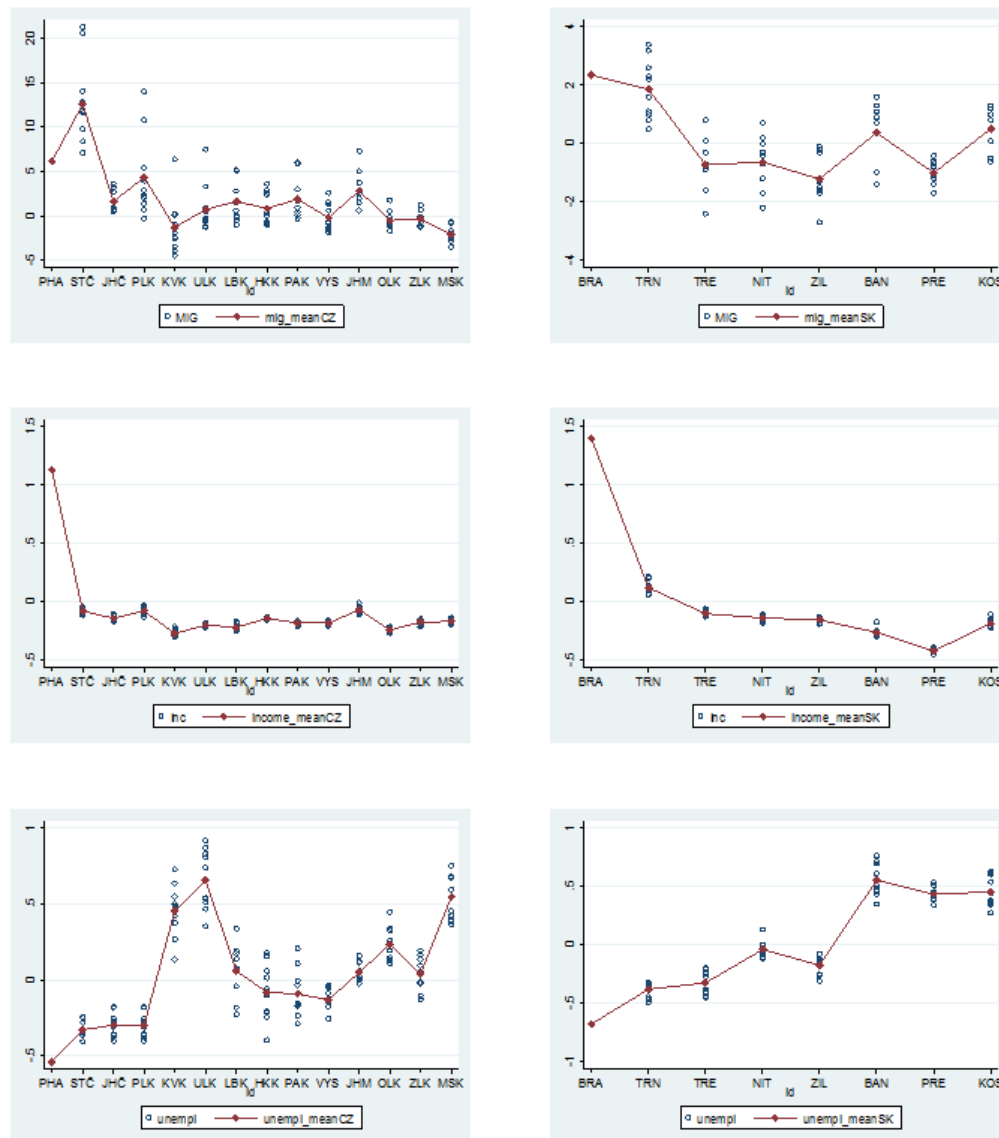 20
15
10
5
0
-5
PHA STČ JHČ PLK KVK ULK LBK HKK PAK VYS JHM OLK ZLK MSK
Id
MIG mig_meanCZ
4
2
0
-2
-4
BRA TRN TRE NIT ZIL BAN PRE KOS
Id
MIG mig_meanSK
1.5
1
.5
0
-.5
PHA STČ JHČ PLK KVK ULK LBK HKK PAK VYS JHM OLK ZLK MSK
Id
Inc Income_meanCZ
1.5
1
.5
0
-.5
BRA TRN TRE NIT ZIL BAN PRE KOS
Id
Inc Income_meanSK
1
.5
0
-.5
PHA STČ JHČ PLK KVK ULK LBK HKK PAK VYS JHM OLK ZLK MSK
Id
unempl unempl_meanCZ
1
.5
0
-.5
-1
BRA TRN TRE NIT ZIL BAN PRE KOS
Id
unempl unempl_meanSK